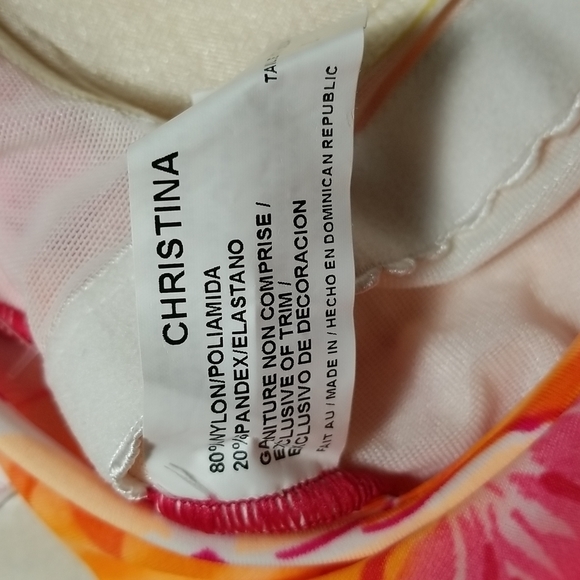 CHRISTINA
80%NYLON/POLIAMIDA
20%PANDEX/ELASTANO
GANITURE NON COMPRISE /
EXCLUSIVE OF TRIM /
EXCLUSIVO DE DECORACION
FAIT AU / MADE IN / HECHO EN DOMINICAN REPUBLIC